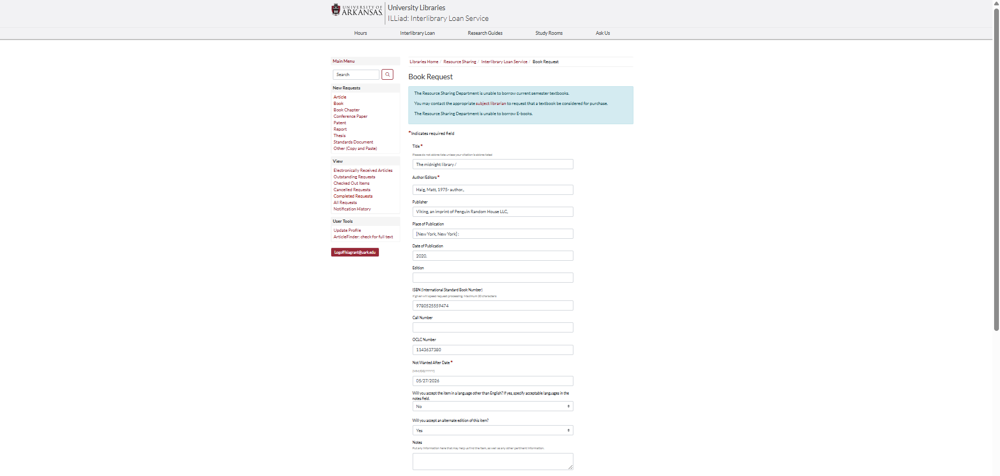 UNIVERSITY OF
ARKANSAS.
University Libraries
ILLiad: Interlibrary Loan Service
Hours
Interlibrary Loan
Research Guides
Study Rooms
Ask Us
Main Menu
Search
New Requests
Article
Book
Book Chapter
Conference Paper
Patent
Report
Thesis
Standards Document
Other (Copy and Paste)
View
Electronically Received Articles
Outstanding Requests
Checked Out Items
Cancelled Requests
Completed Requests
All Requests
Notification History
User Tools
Update Profile
ArticleFinder: check for full text
Logoff kiagrant@uark.edu
Libraries Home / Resource Sharing / Interlibrary Loan Service / Book Request
Book Request
The Resource Sharing Department is unable to borrow current semester textbooks.
You may contact the appropriate subject librarian to request that a textbook be considered for purchase.
The Resource Sharing Department is unable to borrow E-books.
*Indicates required field
Title *
Please do not abbreviate unless your citation is abbreviated
The midnight library /
Author/Editors *
Haig, Matt, 1975- author.,
Publisher
Viking, an imprint of Penguin Random House LLC,
Place of Publication
[New York, New York] :
Date of Publication
2020.
Edition
ISBN (International Standard Book Number)
If given will speed request processing. Maximum 20 characters
9780525559474
Call Number
OCLC Number
1143637380
Not Wanted After Date *
(MM/DD/YYYY)
05/27/2026
Will you accept the item in a language other than English? If yes, specify acceptable languages in the
notes field.
No
Will you accept an alternate edition of this item?
Yes
Notes
Put any information here that may help us find the item, as well as any other pertinent information.